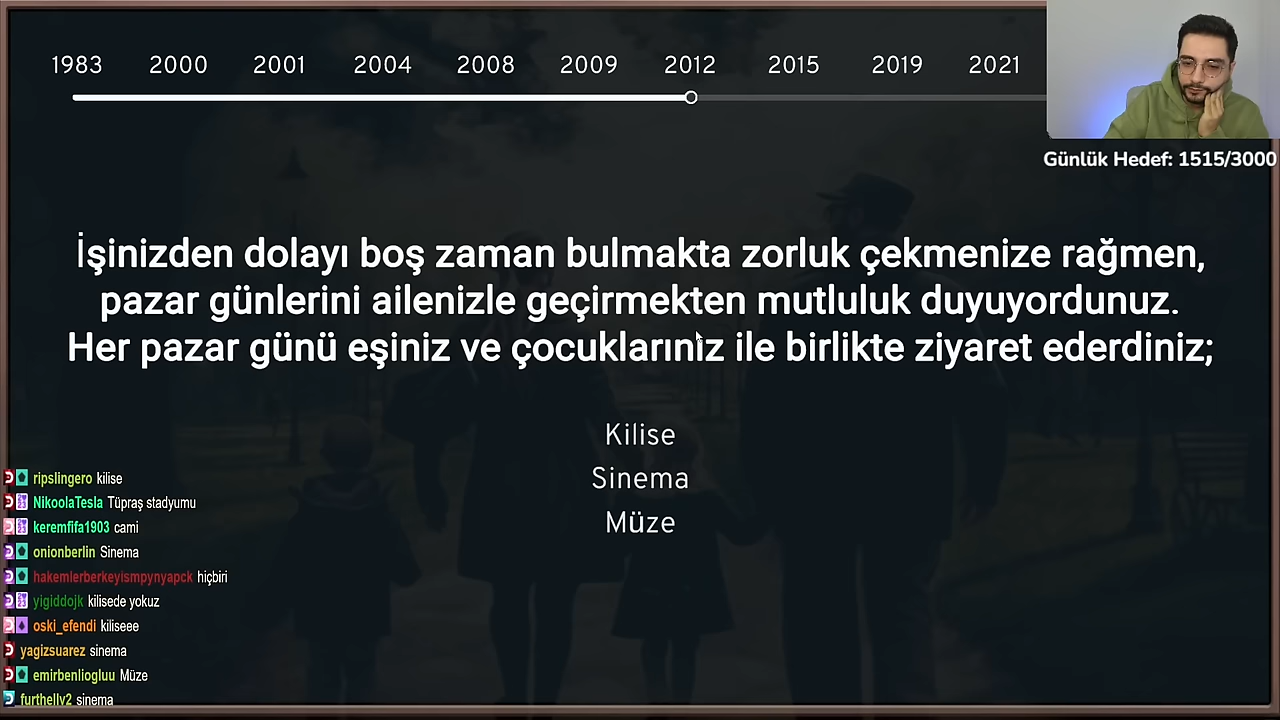 1983 2000 2001 2004 2008 2009 2012 2015 2019 2021
Günlük Hedef: 1515/3000
İşinizden dolayı boş zaman bulmakta zorluk çekmenize rağmen,
pazar günlerini ailenizle geçirmekten mutluluk duyuyordunuz.
Her pazar günü eşiniz ve çocuklarınız ile birlikte ziyaret ederdiniz;
Kilise
Sinema
Müze
ripslingero kilise
NikoolaTesla Tüpraş stadyumu
keremfifa1903 cami
onionberlin Sinema
hakemlerberkeyismpynyapck hiçbiri
yigiddojk kilisede yokuz
oski_efendi kiliseee
yagizsuarez sinema
emirbenliogluu Müze
furthelly2 sinema